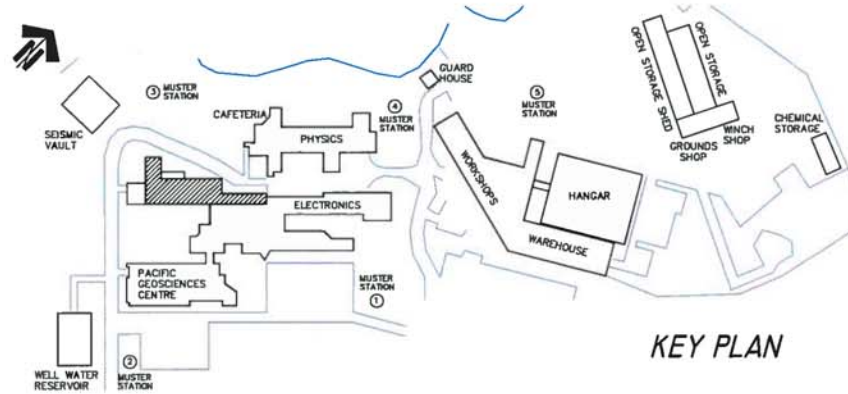 GUARD
HOUSE
③ MUSTER
STATION
④
MUSTER
STATION
⑤
MUSTER
STATION
OPEN STORAGE SHED
OPEN STORAGE
CHEMICAL
STORAGE
WINCH
SHOP
GROUNDS
SHOP
SEISMIC
VAULT
CAFETERIA
PHYSICS
WORKSHOPS
HANGAR
WAREHOUSE
ELECTRONICS
PACIFIC
GEOSCIENCES
CENTRE
MUSTER
STATION
①
KEY PLAN
WELL WATER
RESERVOIR
②
MUSTER
STATION